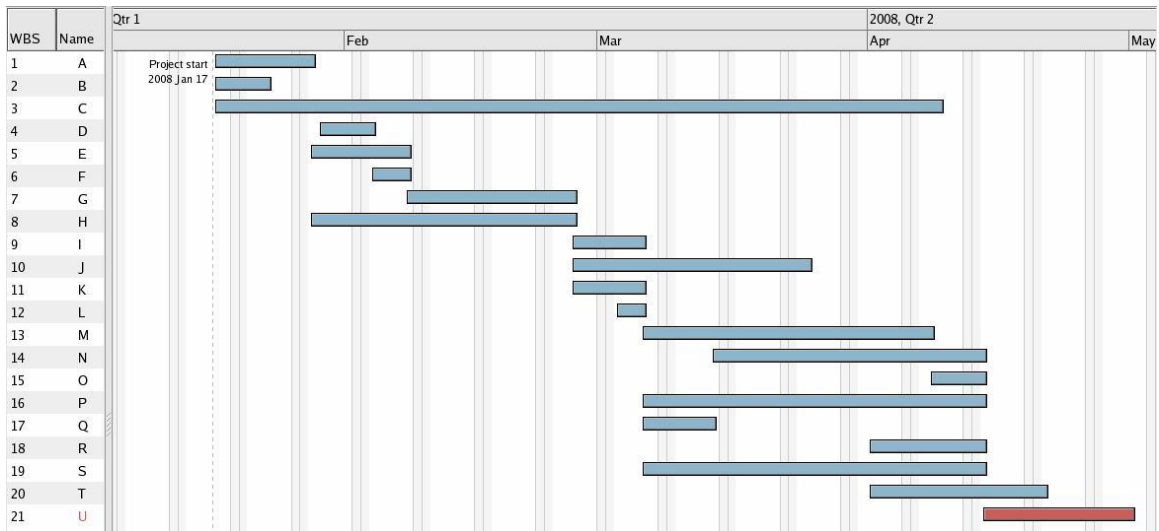 Qtr 1 2008, Qtr 2
WBS Name Feb Mar Apr May
1 A Project start
2008 Jan 17
2 B
3 C
4 D
5 E
6 F
7 G
8 H
9 I
10 J
11 K
12 L
13 M
14 N
15 O
16 P
17 Q
18 R
19 S
20 T
21 U